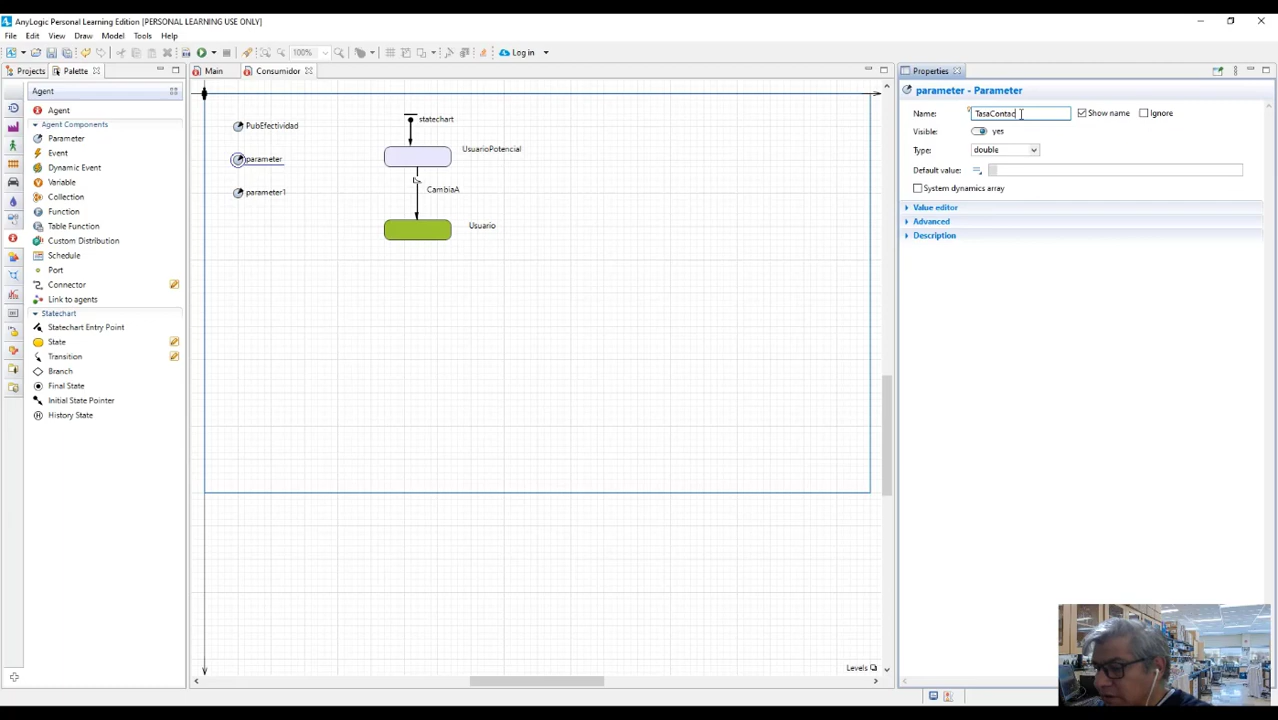 AnyLogic Personal Learning Edition [PERSONAL LEARNING USE ONLY]
File Edit View Draw Model Tools Help
100% Log in
Projects Palette
Main Consumidor
Properties
Agent
Agent
Agent Components
Parameter
Event
Dynamic Event
Variable
Collection
Function
Table Function
Custom Distribution
Schedule
Port
Connector
Link to agents
Statechart
Statechart Entry Point
State
Transition
Branch
Final State
Initial State Pointer
History State
PubEfectividad
parameter
parameter1
statechart
UsuarioPotencial
CambiaA
Usuario
Levels
parameter - Parameter
Name: TasaContac Show name Ignore
Visible: yes
Type: double
Default value:
System dynamics array
Value editor
Advanced
Description